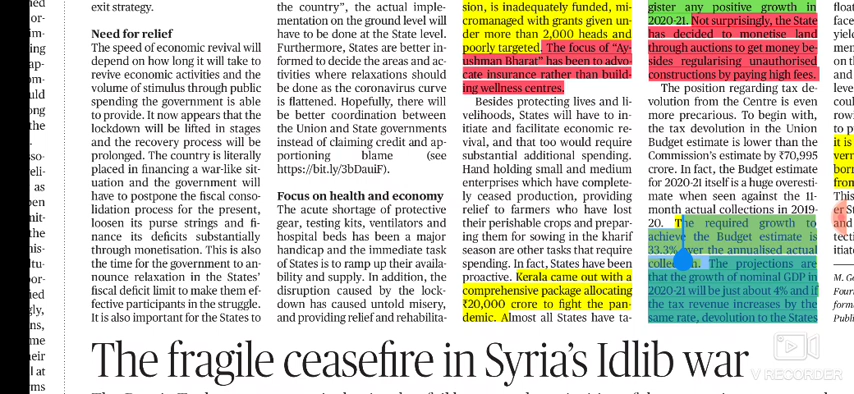 ned
or-
im-
ing
ap-
om-
uld
ong
the
sso-
reli-
as
been
mit-
the
his-
ltu-
por-
ied
gly,
ns,
me
heir
l at
ms
exit strategy.
Need for relief
The speed of economic revival will
depend on how long it will take to
revive economic activities and the
volume of stimulus through public
spending the government is able
to provide. It now appears that the
lockdown will be lifted in stages
and the recovery process will be
prolonged. The country is literally
placed in financing a war-like sit-
uation and the government will
have to postpone the fiscal conso-
lidation process for the present,
loosen its purse strings and fi-
nance its deficits substantially
through monetisation. This is also
the time for the government to an-
nounce relaxation in the States'
fiscal deficit limit to make them ef-
fective participants in the struggle.
It is also important for the States to
the country", the actual imple-
mentation on the ground level will
have to be done at the State level.
Furthermore, States are better in-
formed to decide the areas and ac-
tivities where relaxations should
be done as the coronavirus curve
is flattened. Hopefully, there will
be better coordination between
the Union and State governments
instead of claiming credit and ap-
portioning blame (see
https://bit.ly/3bDauiF).
Focus on health and economy
The acute shortage of protective
gear, testing kits, ventilators and
hospital beds has been a major
handicap and the immediate task
of States is to ramp up their availa-
bility and supply. In addition, the
disruption caused by the lock-
down has caused untold misery,
and providing relief and rehabilita-
sion, is inadequately funded, mi-
cromanaged with grants given un-
der more than 2,000 heads and
poorly targeted. The focus of "Ay-
ushman Bharat" has been to advo-
cate insurance rather than build-
ing wellness centres.
Besides protecting lives and li-
velihoods, States will have to in-
itiate and facilitate economic re-
vival, and that too would require
substantial additional spending.
Hand holding small and medium
enterprises which have complete-
ly ceased production, providing
relief to farmers who have lost
their perishable crops and prepar-
ing them for sowing in the kharif
season are other tasks that require
spending. In fact, States have been
proactive. Kerala came out with a
comprehensive package allocating
₹20,000 crore to fight the pan-
demic. Almost all States have ta-
gister any positive growth in
2020-21. Not surprisingly, the State
has decided to monetise land
through auctions to get money be-
sides regularising unauthorised
constructions by paying high fees.
The position regarding tax de-
volution from the Centre is even
more precarious. To begin with,
the tax devolution in the Union
Budget estimate is lower than the
Commission's estimate by ₹70,995
crore. In fact, the Budget estimate
for 2020-21 itself is a huge overesti-
mate when seen against the 11-
month actual collections in 2019-
20. The required growth to
achieve the Budget estimate is
33.3% over the annualised actual
collection. The projections are
that the growth of nominal GDP in
2020-21 will be just about 4% and if
the tax revenue increases by the
same rate, devolution to the States
The fragile ceasefire in Syria's Idlib war
V RECORDER